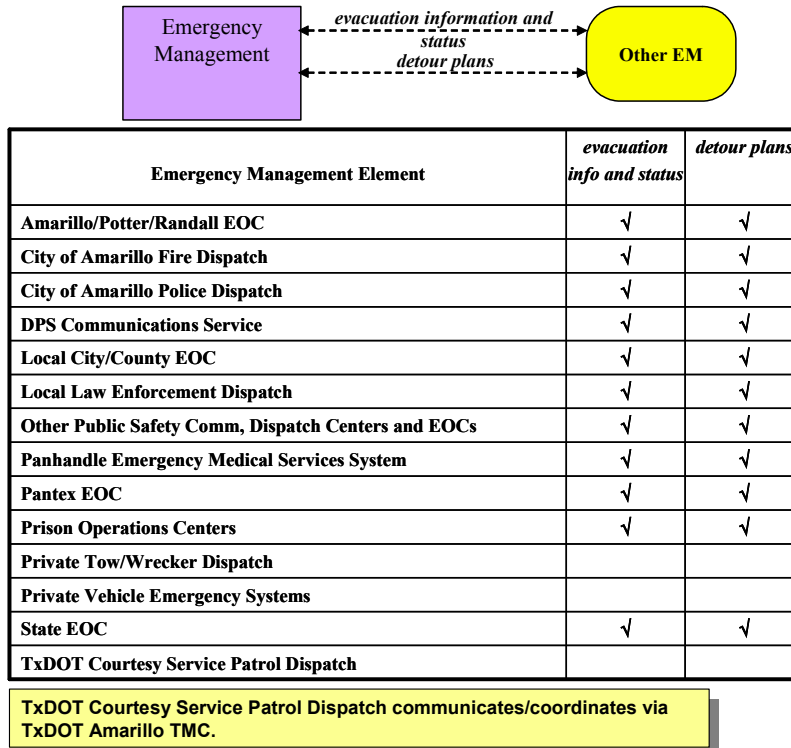 Emergency
Management
evacuation information and
status
detour plans
Other EM
Emergency Management Element
evacuation
info and status
detour plans
Amarillo/Potter/Randall EOC √ √
City of Amarillo Fire Dispatch √ √
City of Amarillo Police Dispatch √ √
DPS Communications Service √ √
Local City/County EOC √ √
Local Law Enforcement Dispatch √ √
Other Public Safety Comm, Dispatch Centers and EOCs √ √
Panhandle Emergency Medical Services System √ √
Pantex EOC √ √
Prison Operations Centers √ √
Private Tow/Wrecker Dispatch
Private Vehicle Emergency Systems
State EOC √ √
TxDOT Courtesy Service Patrol Dispatch
TxDOT Courtesy Service Patrol Dispatch communicates/coordinates via
TxDOT Amarillo TMC.